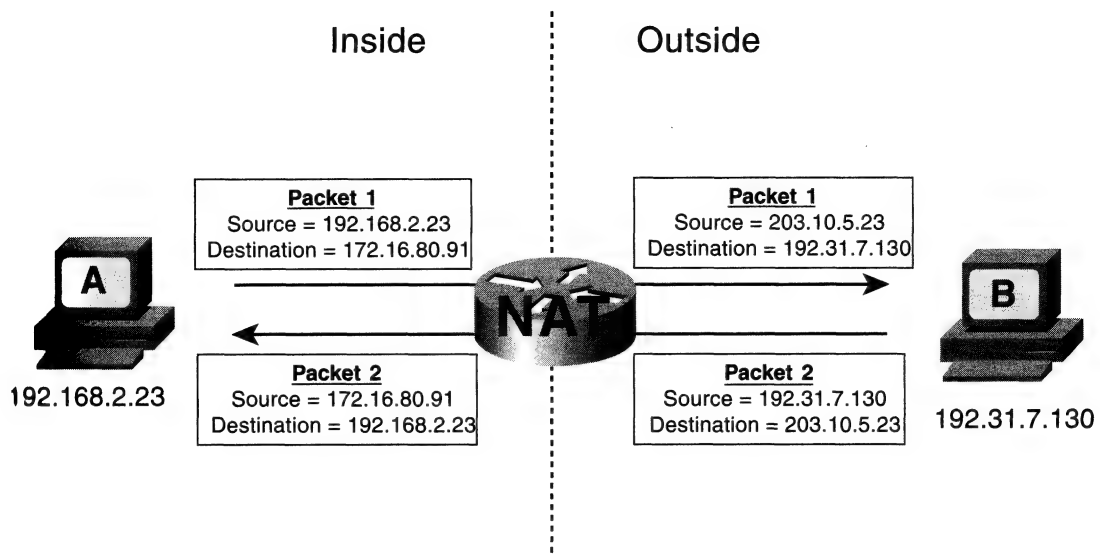 Inside
Outside
Packet 1
Source = 192.168.2.23
Destination = 172.16.80.91
Packet 1
Source = 203.10.5.23
Destination = 192.31.7.130
A
NAT
B
192.168.2.23
Packet 2
Source = 172.16.80.91
Destination = 192.168.2.23
Packet 2
Source = 192.31.7.130
Destination = 203.10.5.23
192.31.7.130